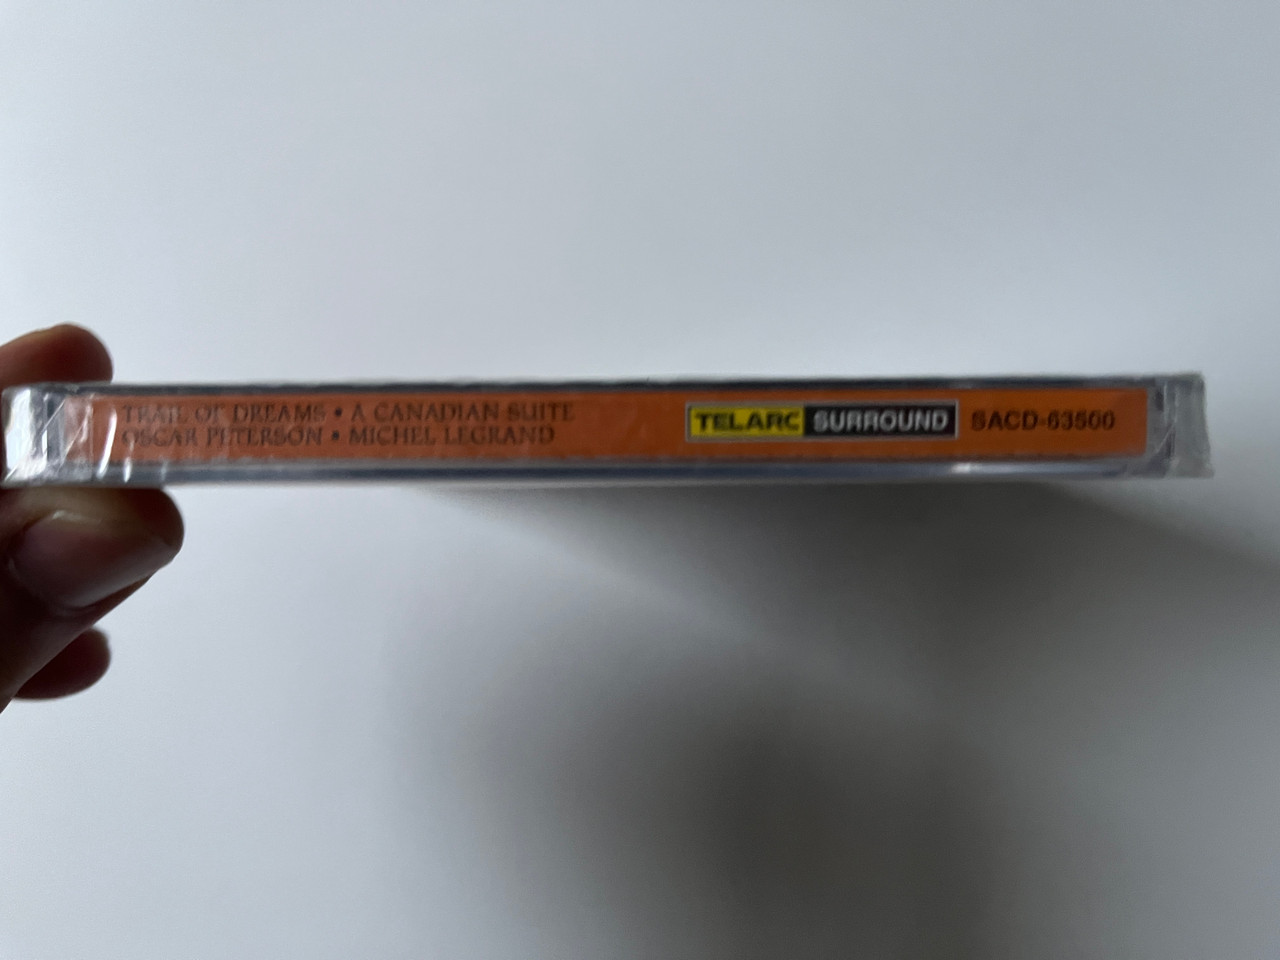 TRAIL OF DREAMS • A CANADIAN SUITE
OSCAR PETERSON • MICHEL LEGRAND
TELARC SURROUND SACD-63500